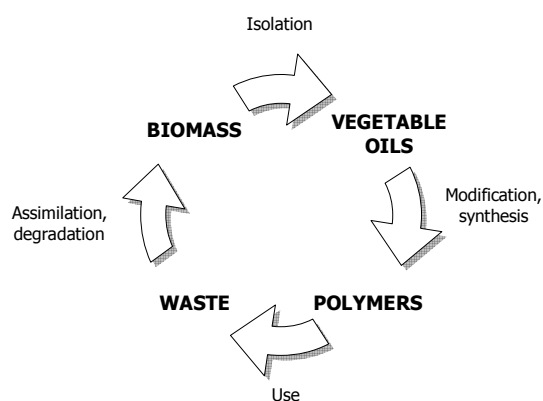 Isolation
BIOMASS
VEGETABLE
OILS
Modification,
synthesis
POLYMERS
Use
WASTE
Assimilation,
degradation